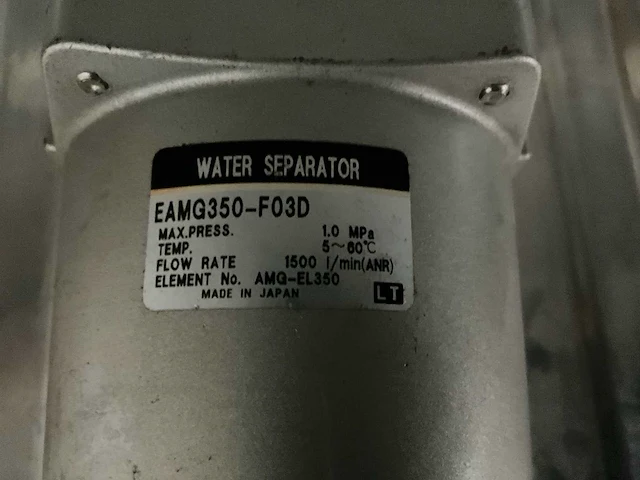 WATER SEPARATOR
EAMG350-F03D
MAX.PRESS. 1.0 MPa
TEMP. 5~60℃
FLOW RATE 1500 l/min(ANR)
ELEMENT No. AMG-EL350
MADE IN JAPAN LT